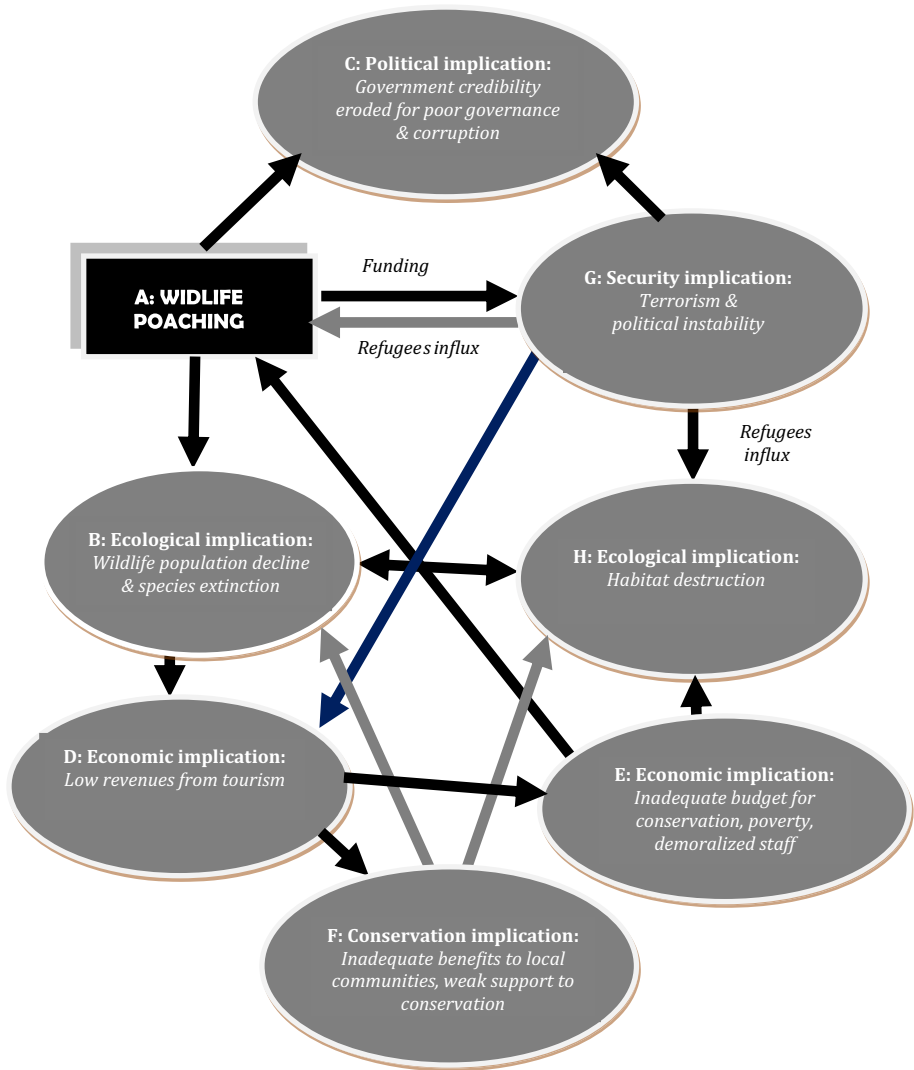 C: Political implication:
Government credibility
eroded for poor governance
& corruption
A: WIDLIFE
POACHING
Funding
Refugees influx
G: Security implication:
Terrorism &
political instability
Refugees
influx
B: Ecological implication:
Wildlife population decline
& species extinction
H: Ecological implication:
Habitat destruction
D: Economic implication:
Low revenues from tourism
E: Economic implication:
Inadequate budget for
conservation, poverty,
demoralized staff
F: Conservation implication:
Inadequate benefits to local
communities, weak support to
conservation